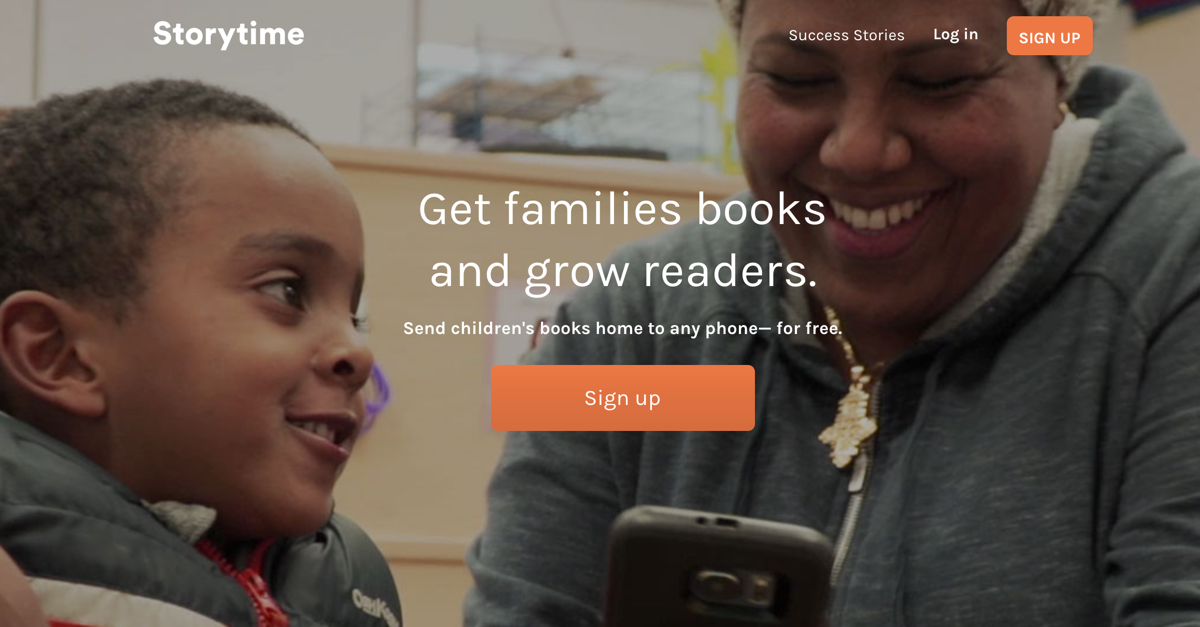 Storytime
Success Stories
Log in
SIGN UP
Get families books
and grow readers.
Send children's books home to any phone— for free.
Sign up